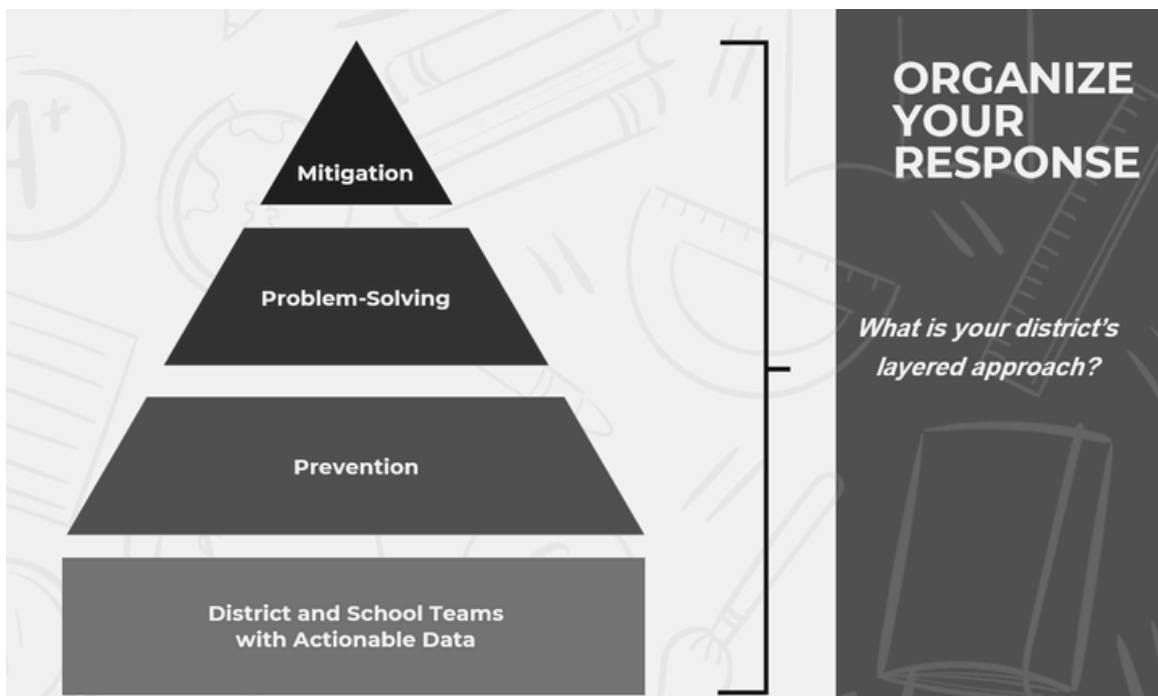 Mitigation
Problem-Solving
Prevention
District and School Teams
with Actionable Data
ORGANIZE
YOUR
RESPONSE
What is your district's
layered approach?
A+